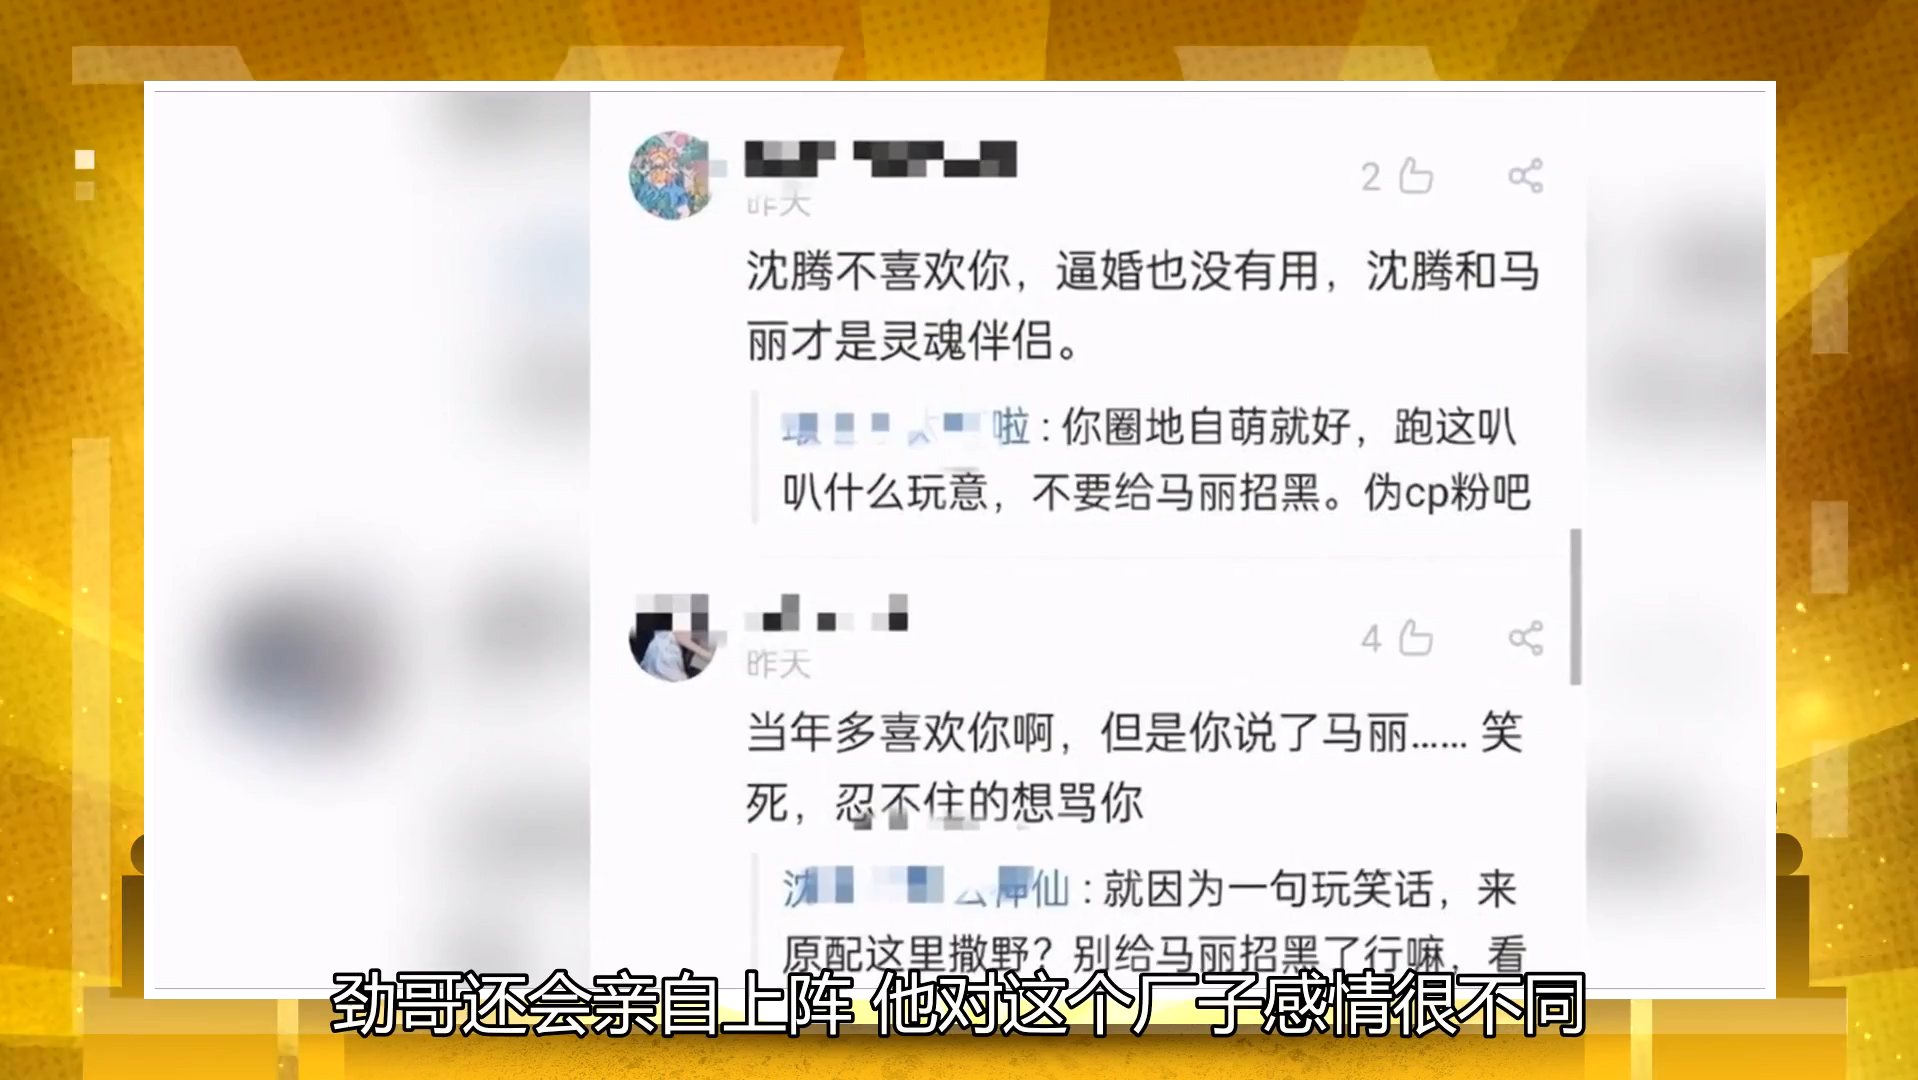 2
昨天
沈腾不喜欢你，逼婚也没有用，沈腾和马
丽才是灵魂伴侣。
啦：你圈地自萌就好，跑这叭
叭什么玩意，不要给马丽招黑。伪cp粉吧
4
昨天
当年多喜欢你啊，但是你说了马丽……笑
死，忍不住的想骂你
沈 仙：就因为一句玩笑话，来
原配这里撒野？别给马丽招黑了行嘛，看
劲哥还会亲自上阵 他对这个厂子感情很不同